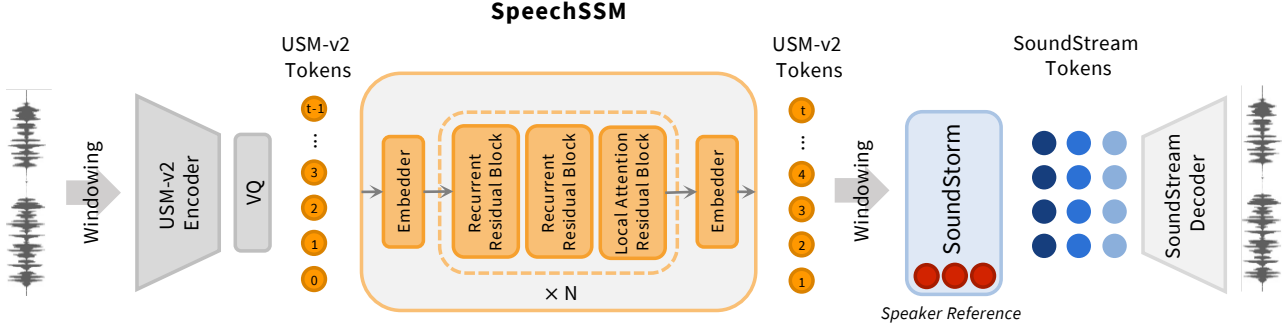 SpeechSSM
Windowing
USM-v2
Encoder
VQ
USM-v2
Tokens
t-1
...
3
2
1
0
Embedder
Recurrent
Residual Block
Recurrent
Residual Block
Local Attention
Residual Block
Embedder
× N
USM-v2
Tokens
t
...
4
3
2
1
Windowing
SoundStorm
Speaker Reference
SoundStream
Tokens
SoundStream
Decoder